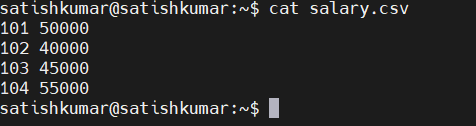 satishkumar@satishkumar:~$ cat salary.csv
101 50000
102 40000
103 45000
104 55000
satishkumar@satishkumar:~$